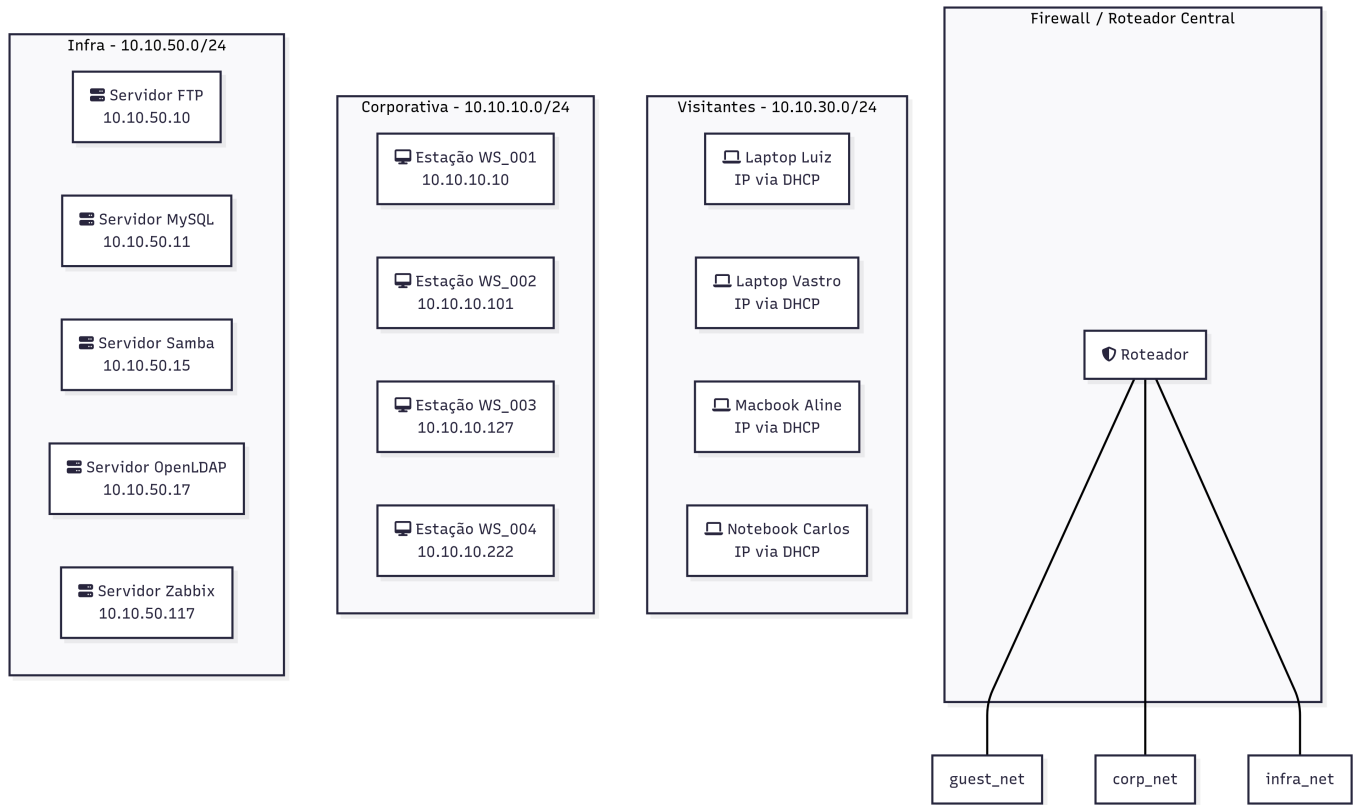 Infra - 10.10.50.0/24
Servidor FTP
10.10.50.10
Servidor MySQL
10.10.50.11
Servidor Samba
10.10.50.15
Servidor OpenLDAP
10.10.50.17
Servidor Zabbix
10.10.50.117
Corporativa - 10.10.10.0/24
Estação WS_001
10.10.10.10
Estação WS_002
10.10.10.101
Estação WS_003
10.10.10.127
Estação WS_004
10.10.10.222
Visitantes - 10.10.30.0/24
Laptop Luiz
IP via DHCP
Laptop Vastro
IP via DHCP
Macbook Aline
IP via DHCP
Notebook Carlos
IP via DHCP
Firewall / Roteador Central
Roteador
guest_net
corp_net
infra_net